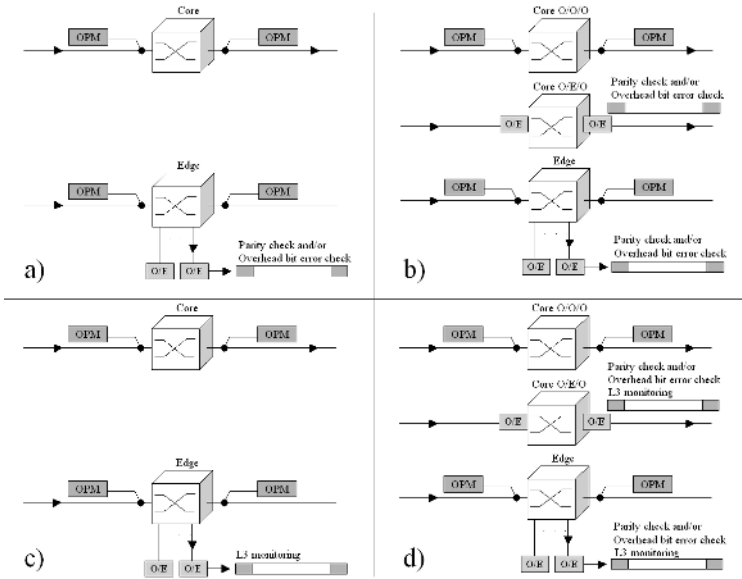 Core
OPM
OPM
Edge
OPM
OPM
Parity check and/or
Overhead bit error check
O/E
O/E
a)
Core O/O/O
OPM
OPM
Core O/E/O
Parity check and/or
Overhead bit error check
O/E
O/E
Edge
OPM
OPM
Parity check and/or
Overhead bit error check
O/E
O/E
b)
Core
OPM
OPM
Edge
OPM
OPM
L3 monitoring
O/E
O/E
c)
Core O/O/O
OPM
OPM
Parity check and/or
Overhead bit error check
L3 monitoring
Core O/E/O
O/E
O/E
Edge
OPM
OPM
Parity check and/or
Overhead bit error check
L3 monitoring
O/E
O/E
d)